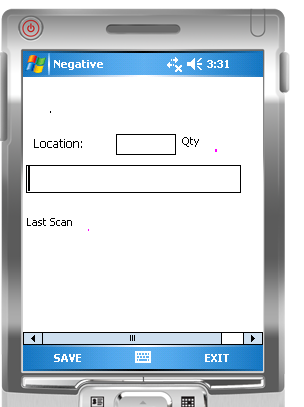 Negative 3:31
Location: Qty
Last Scan
SAVE EXIT